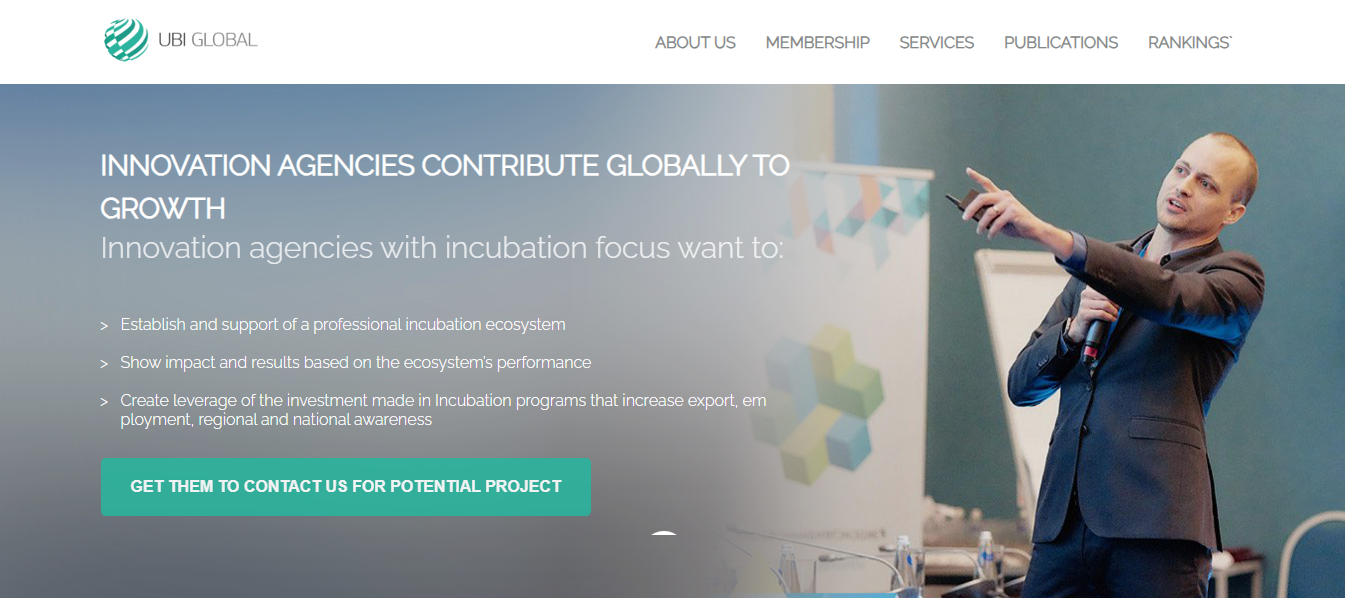 UBI GLOBAL
ABOUT US MEMBERSHIP SERVICES PUBLICATIONS RANKINGS`
INNOVATION AGENCIES CONTRIBUTE GLOBALLY TO
GROWTH
Innovation agencies with incubation focus want to:
> Establish and support of a professional incubation ecosystem
> Show impact and results based on the ecosystem's performance
> Create leverage of the investment made in Incubation programs that increase export, em
ployment, regional and national awareness
GET THEM TO CONTACT US FOR POTENTIAL PROJECT